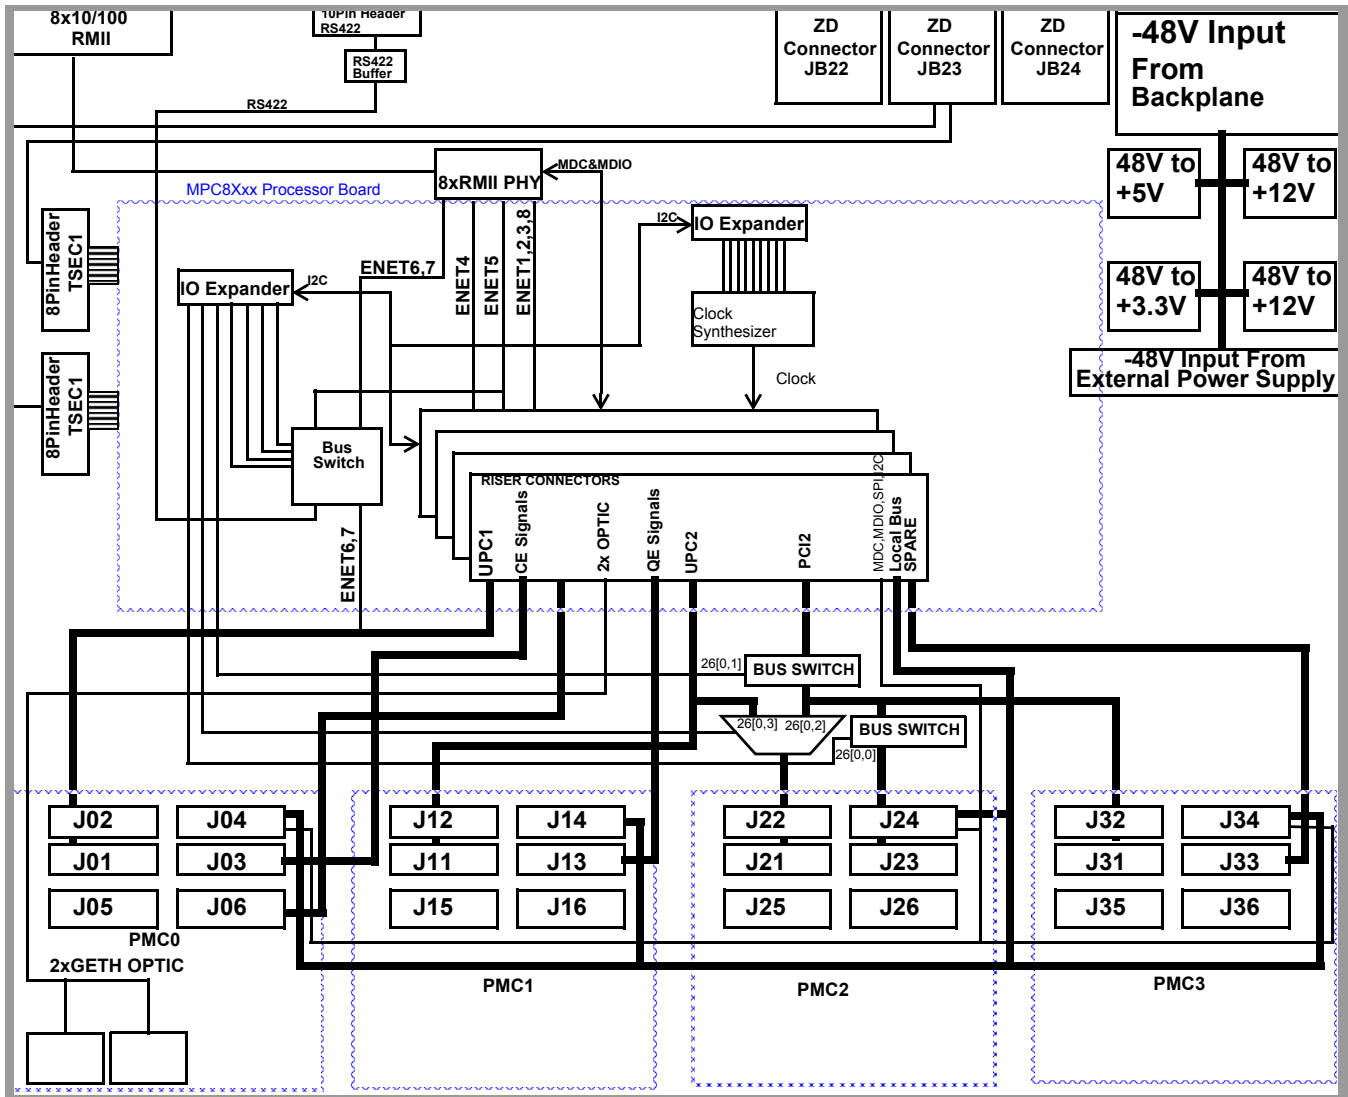 8x10/100
RMII
10Pin Header
RS422
RS422
Buffer
RS422
ZD
Connector
JB22
ZD
Connector
JB23
ZD
Connector
JB24
-48V Input
From
Backplane
48V to
+5V
48V to
+12V
48V to
+3.3V
48V to
+12V
-48V Input From
External Power Supply
8xRMII PHY
MDC&MDIO
MPC8Xxx Processor Board
8PinHeader
TSEC1
8PinHeader
TSEC1
IO Expander
I2C
ENET6,7
ENET4
ENET5
ENET1,2,3,8
I2C
IO Expander
Clock
Synthesizer
Clock
Bus
Switch
ENET6,7
RISER CONNECTORS
UPC1
CE Signals
2x OPTIC
QE Signals
UPC2
PCI2
MDC,MDIO,SPI,I2C
Local Bus
SPARE
26[0,1]
BUS SWITCH
26[0,3]
26[0,2]
BUS SWITCH
26[0,0]
J02
J04
J01
J03
J05
J06
PMC0
2xGETH OPTIC
J12
J14
J11
J13
J15
J16
PMC1
J22
J24
J21
J23
J25
J26
PMC2
J32
J34
J31
J33
J35
J36
PMC3